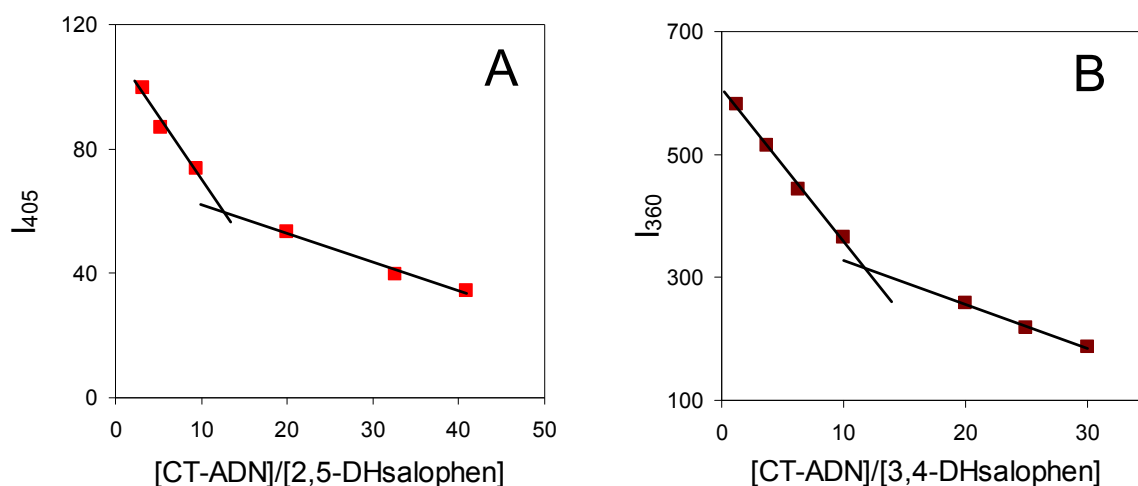 A
120
80
40
0
I405
0 10 20 30 40 50
[CT-ADN]/[2,5-DHsalophen]
B
700
500
300
100
I360
0 10 20 30
[CT-ADN]/[3,4-DHsalophen]